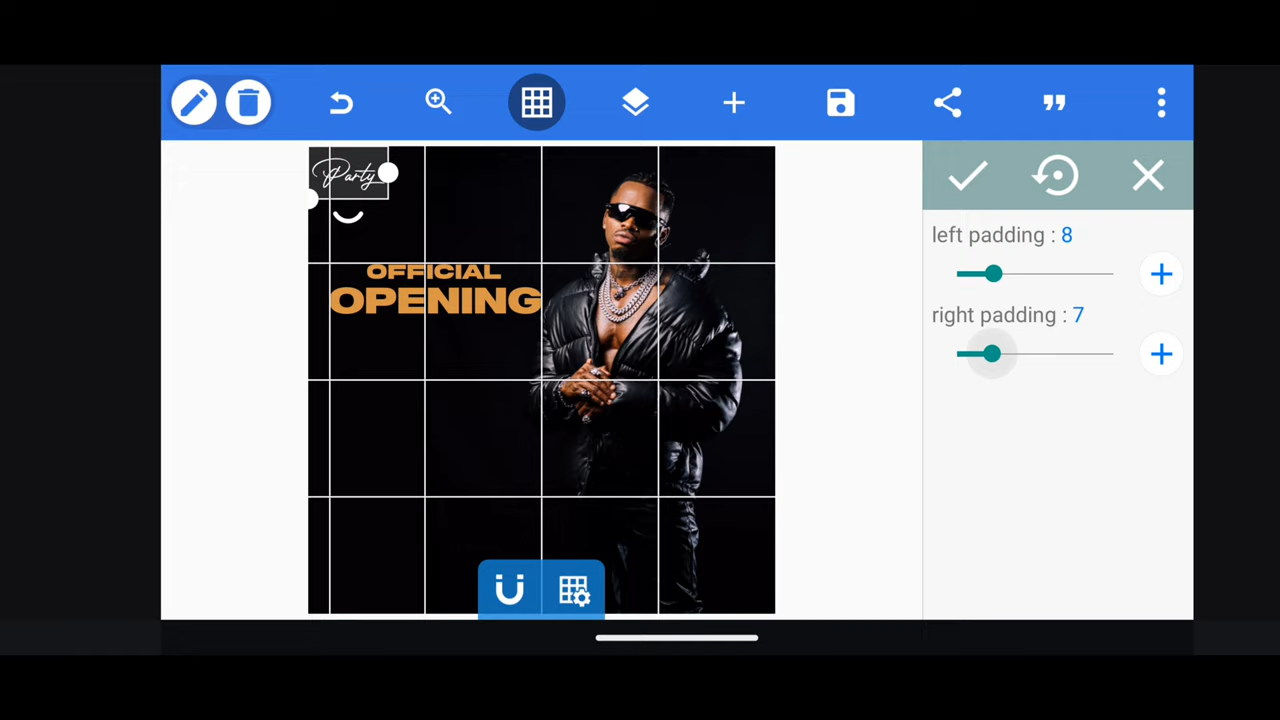 Party
OFFICIAL
OPENING
left padding : 8
right padding : 7